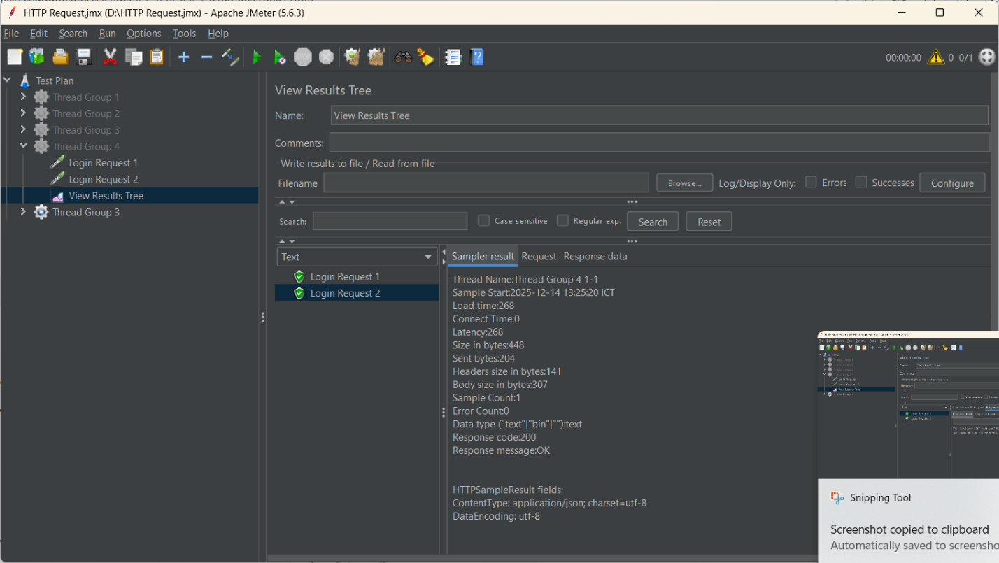 HTTP Request.jmx (D:\HTTP Request.jmx) - Apache JMeter (5.6.3)
File Edit Search Run Options Tools Help
00:00:00 0 0/1
Test Plan
Thread Group 1
Thread Group 2
Thread Group 3
Thread Group 4
Login Request 1
Login Request 2
View Results Tree
Thread Group 3
View Results Tree
Name: View Results Tree
Comments:
Write results to file / Read from file
Filename Browse... Log/Display Only: Errors Successes Configure
Search: Case sensitive Regular exp. Search Reset
Text
Login Request 1
Login Request 2
Sampler result Request Response data
Thread Name:Thread Group 4 1-1
Sample Start:2025-12-14 13:25:20 ICT
Load time:268
Connect Time:0
Latency:268
Size in bytes:448
Sent bytes:204
Headers size in bytes:141
Body size in bytes:307
Sample Count:1
Error Count:0
Data type ("text"|"bin"|""):text
Response code:200
Response message:OK
HTTPSampleResult fields:
ContentType: application/json; charset=utf-8
DataEncoding: utf-8
Snipping Tool
Screenshot copied to clipboard
Automatically saved to screensho